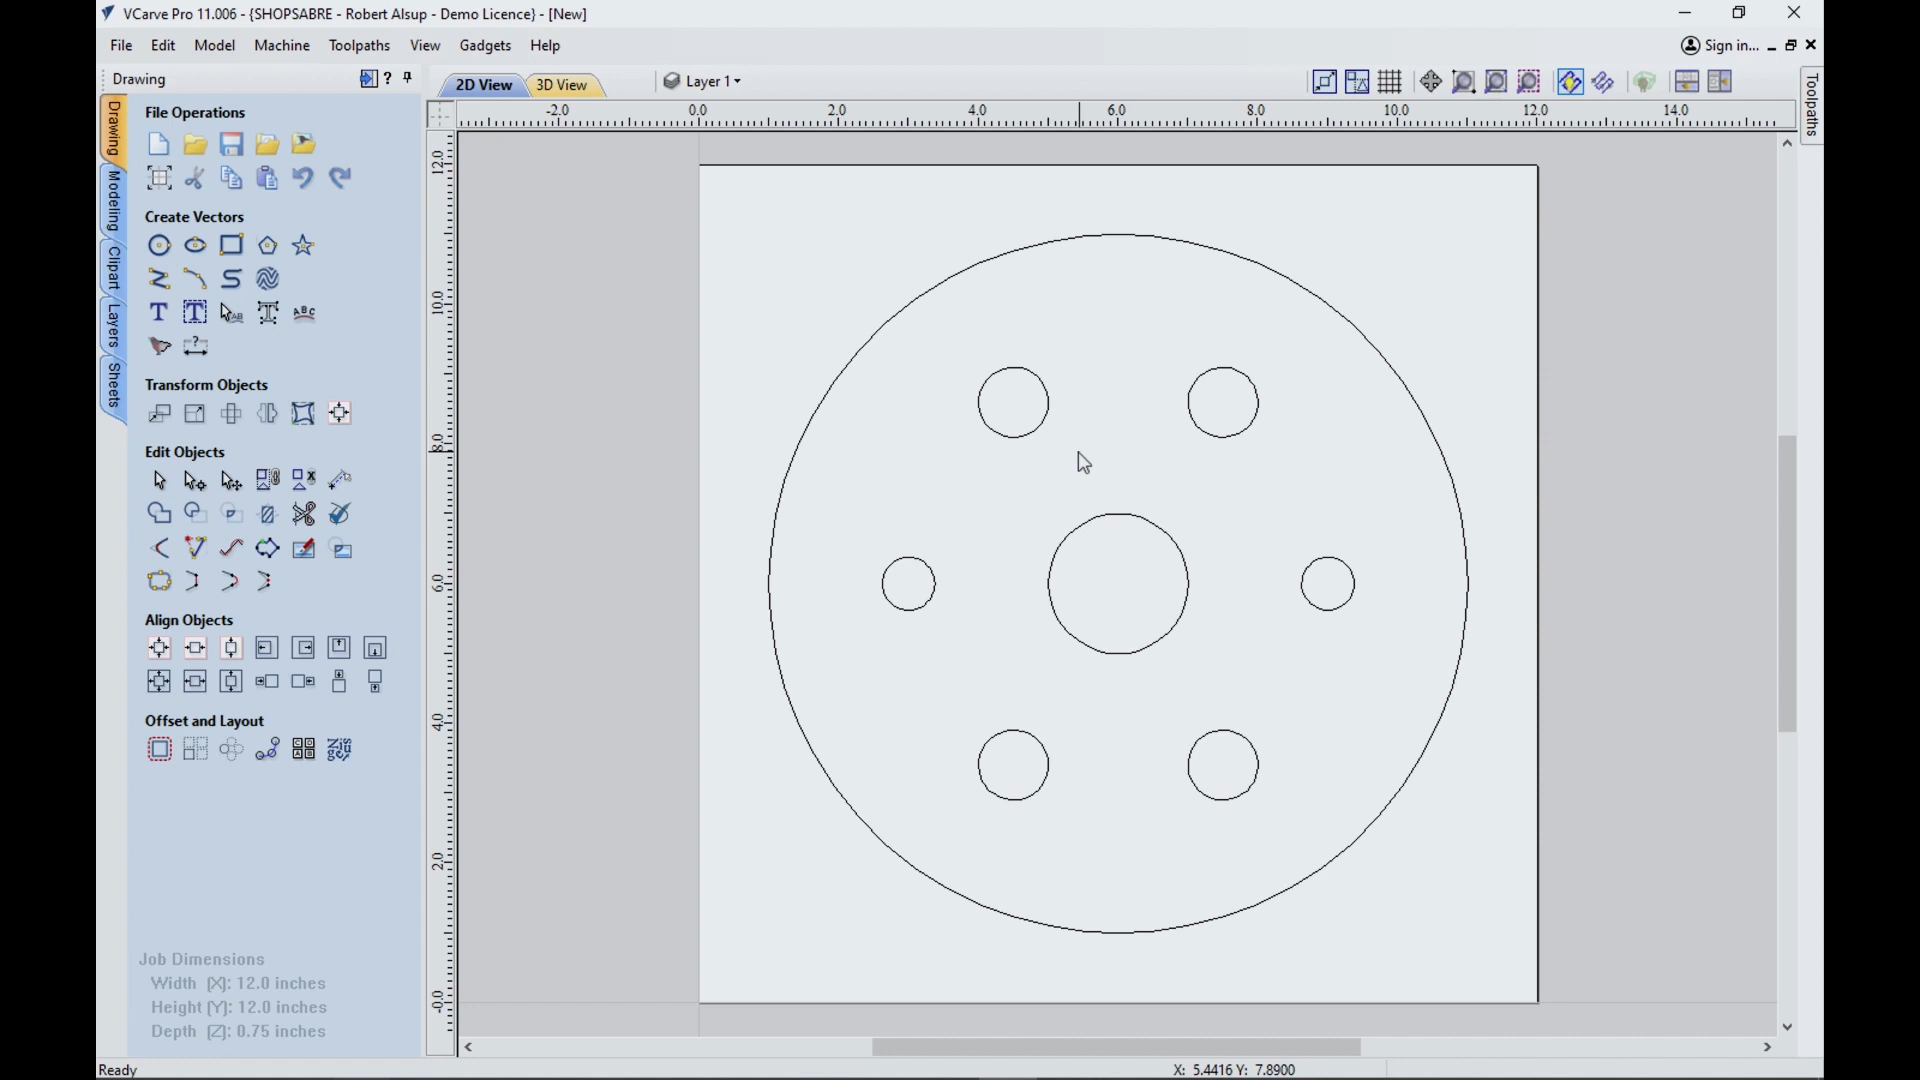 VCarve Pro 11.006 - {SHOPSABRE - Robert Alsup - Demo Licence} - [New]
File Edit Model Machine Toolpaths View Gadgets Help
Sign in...
Drawing
2D View 3D View Layer 1
Drawing
Modeling
Clipart
Layers
Sheets
File Operations
Create Vectors
Transform Objects
Edit Objects
Align Objects
Offset and Layout
Job Dimensions
Width (X): 12.0 inches
Height (Y): 12.0 inches
Depth (Z): 0.75 inches
-2.0 0.0 2.0 4.0 6.0 8.0 10.0 12.0 14.0
12.0
10.0
8.0
6.0
4.0
2.0
-0.0
Toolpaths
Ready
X: 5.4416 Y: 7.8900